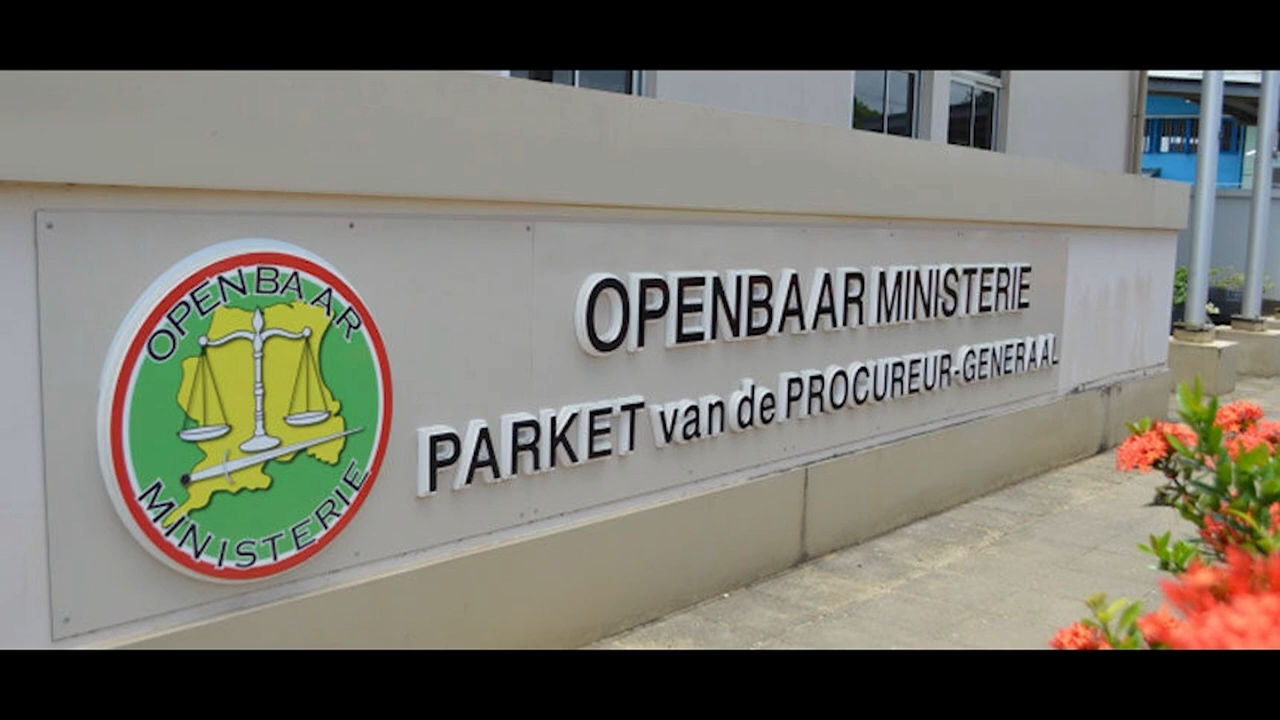 OPENBAAR
MINISTERIE
OPENBAAR MINISTERIE
PARKET van de PROCUREUR-GENERAAL